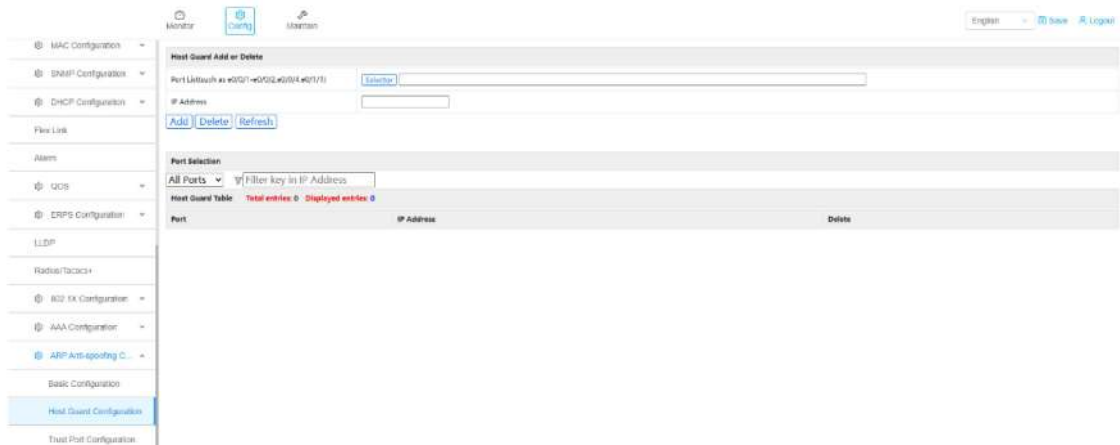 Monitor
Config
Maintain
English
Save
Logout
MAC Configuration
SNMP Configuration
DHCP Configuration
Flex Link
Alarm
QOS
ERPS Configuration
LLDP
Radius/Tacacs+
802.1X Configuration
AAA Configuration
ARP Anti-spoofing C...
Basic Configuration
Host Guard Configuration
Trust Port Configuration
Host Guard Add or Delete
Port List(such as e0/0/1-e0/0/2,e0/0/4,e0/1/1)
Selector
IP Address
Add Delete Refresh
Port Selection
All Ports Filter key in IP Address
Host Guard Table Total entries: 0 Displayed entries: 0
Port IP Address Delete